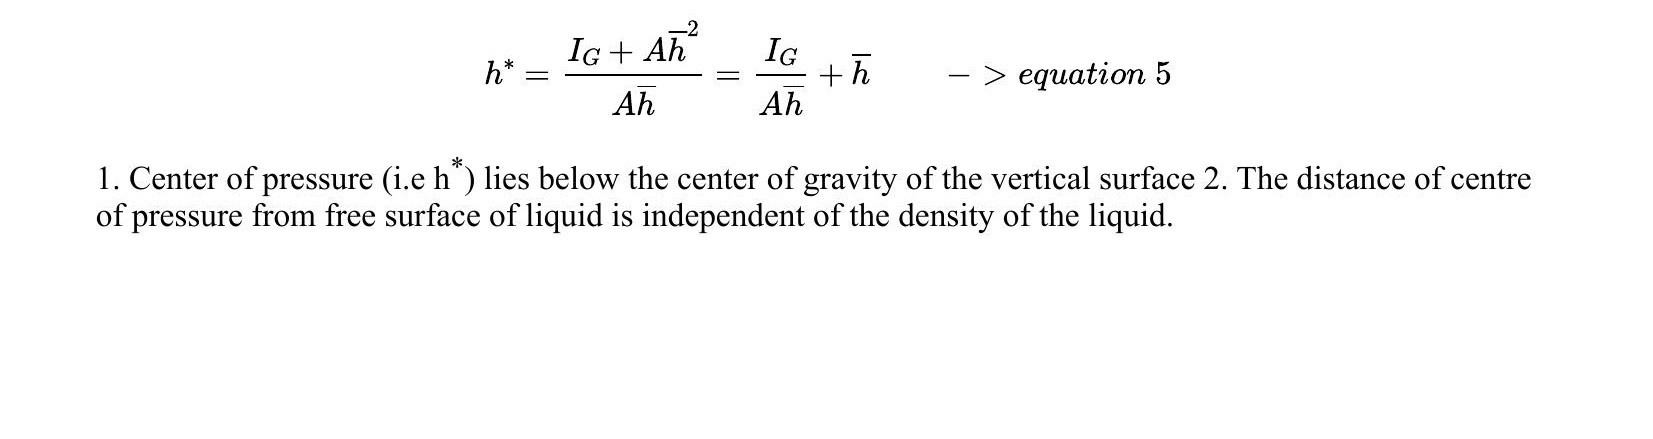 h* = \frac{I_G + A\overline{h}^2}{A\overline{h}} = \frac{I_G}{A\overline{h}} + \overline{h} − > equation 5
1. Center of pressure (i.e h*) lies below the center of gravity of the vertical surface 2. The distance of centre
of pressure from free surface of liquid is independent of the density of the liquid.